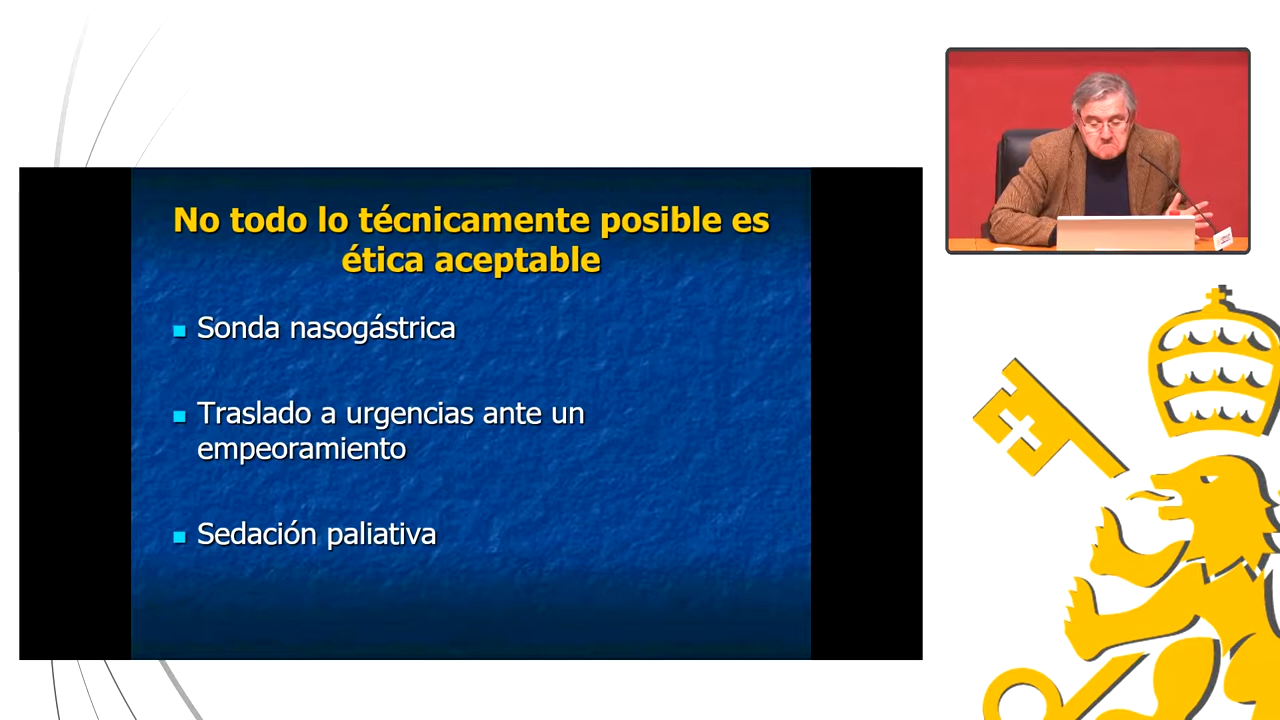 No todo lo técnicamente posible es
ética aceptable
Sonda nasogástrica
Traslado a urgencias ante un
empeoramiento
Sedación paliativa